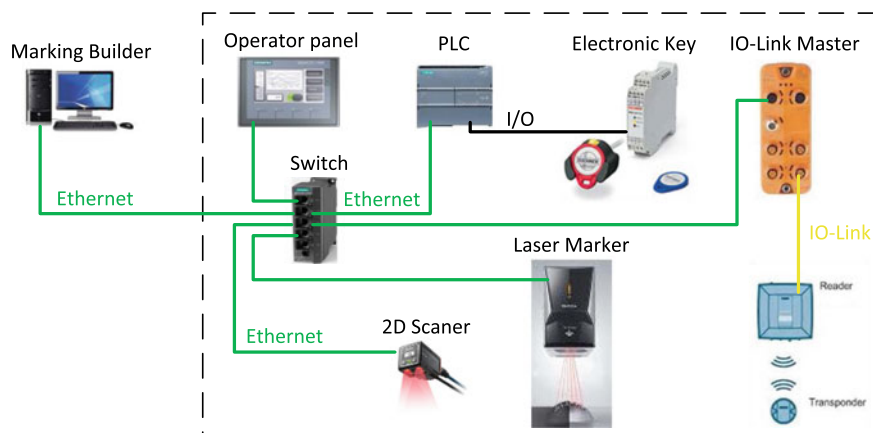 Marking Builder
Operator panel
PLC
Electronic Key
IO-Link Master
I/O
Switch
Ethernet
Ethernet
IO-Link
Laser Marker
Reader
Ethernet
2D Scaner
Transponder